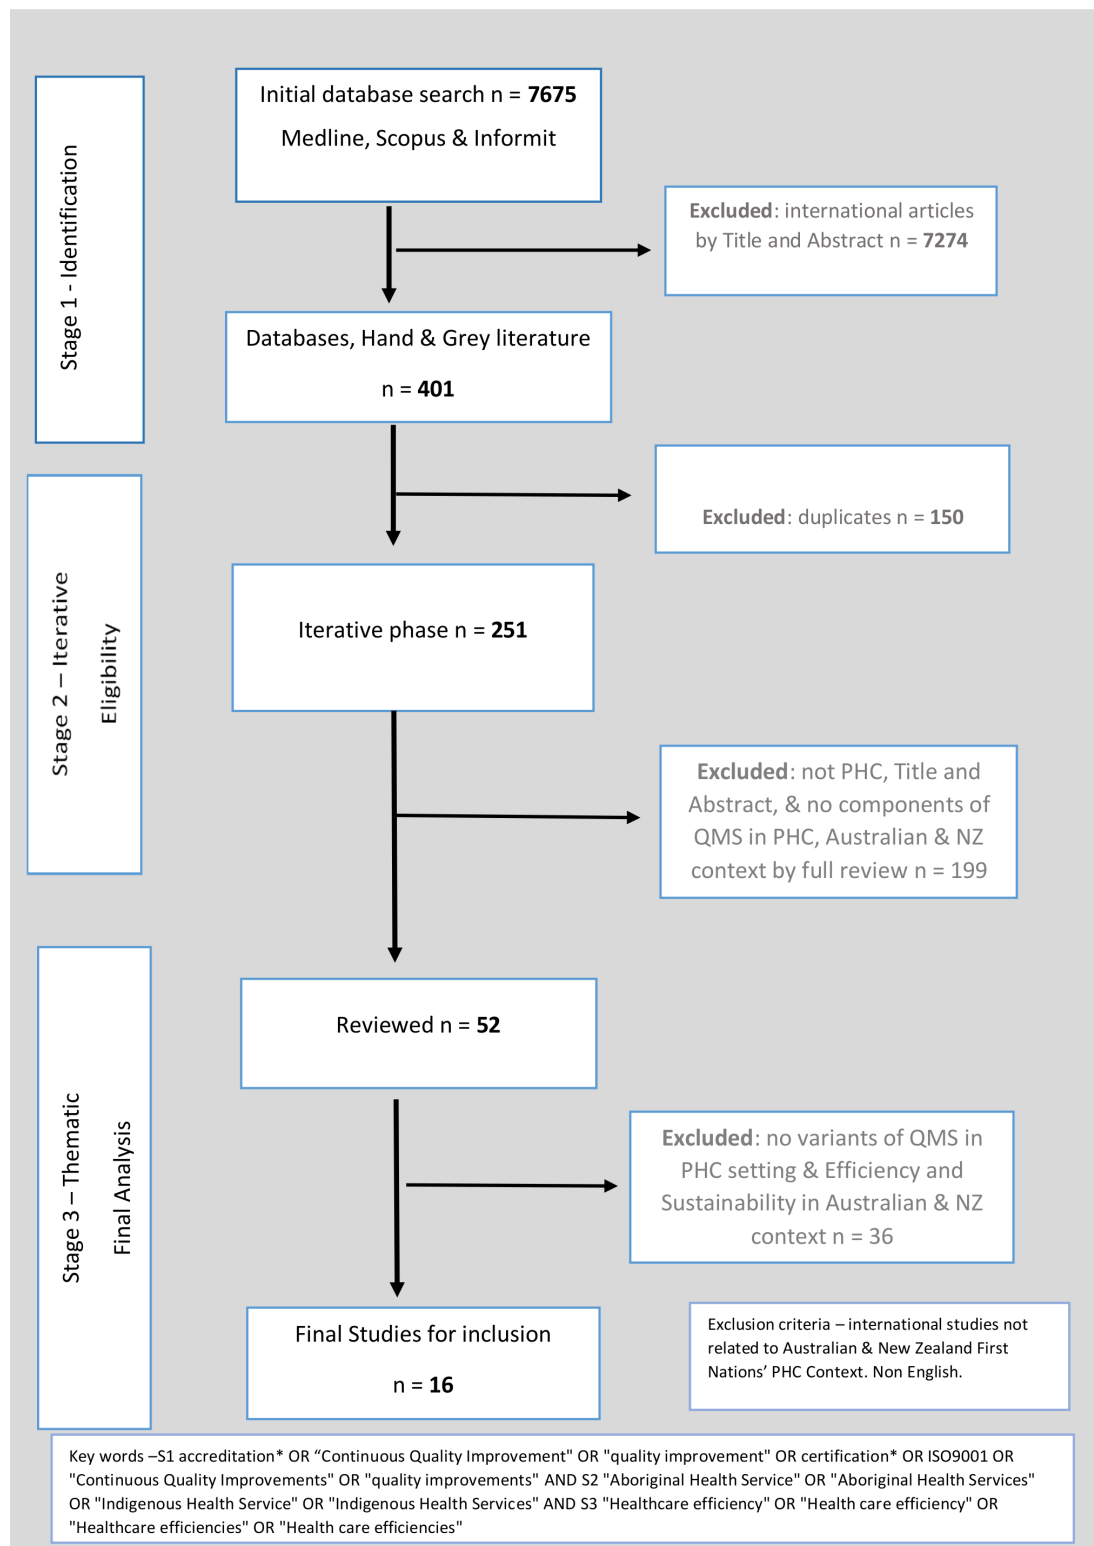 Stage 1 - Identification
Initial database search n = 7675
Medline, Scopus & Informit
Excluded: international articles
by Title and Abstract n = 7274
Databases, Hand & Grey literature
n = 401
Excluded: duplicates n = 150
Stage 2 – Iterative
Eligibility
Iterative phase n = 251
Excluded: not PHC, Title and
Abstract, & no components of
QMS in PHC, Australian & NZ
context by full review n = 199
Stage 3 – Thematic
Final Analysis
Reviewed n = 52
Excluded: no variants of QMS in
PHC setting & Efficiency and
Sustainability in Australian & NZ
context n = 36
Final Studies for inclusion
n = 16
Exclusion criteria – international studies not
related to Australian & New Zealand First
Nations’ PHC Context. Non English.
Key words –S1 accreditation* OR “Continuous Quality Improvement" OR "quality improvement" OR certification* OR ISO9001 OR
"Continuous Quality Improvements" OR "quality improvements" AND S2 "Aboriginal Health Service" OR "Aboriginal Health Services"
OR "Indigenous Health Service" OR "Indigenous Health Services" AND S3 "Healthcare efficiency" OR "Health care efficiency" OR
"Healthcare efficiencies" OR "Health care efficiencies"